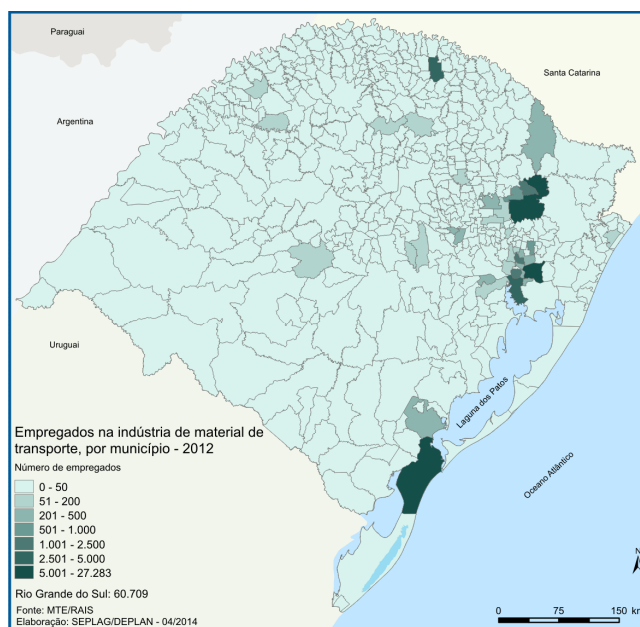 Paraguai
Santa Catarina
Argentina
Uruguai
Laguna dos Patos
Oceano Atlântico
Empregados na indústria de material de
transporte, por município - 2012
Número de empregados
0 - 50
51 - 200
201 - 500
501 - 1.000
1.001 - 2.500
2.501 - 5.000
5.001 - 27.283
Rio Grande do Sul: 60.709
Fonte: MTE/RAIS
Elaboração: SEPLAG/DEPLAN - 04/2014
N
0 75 150 km